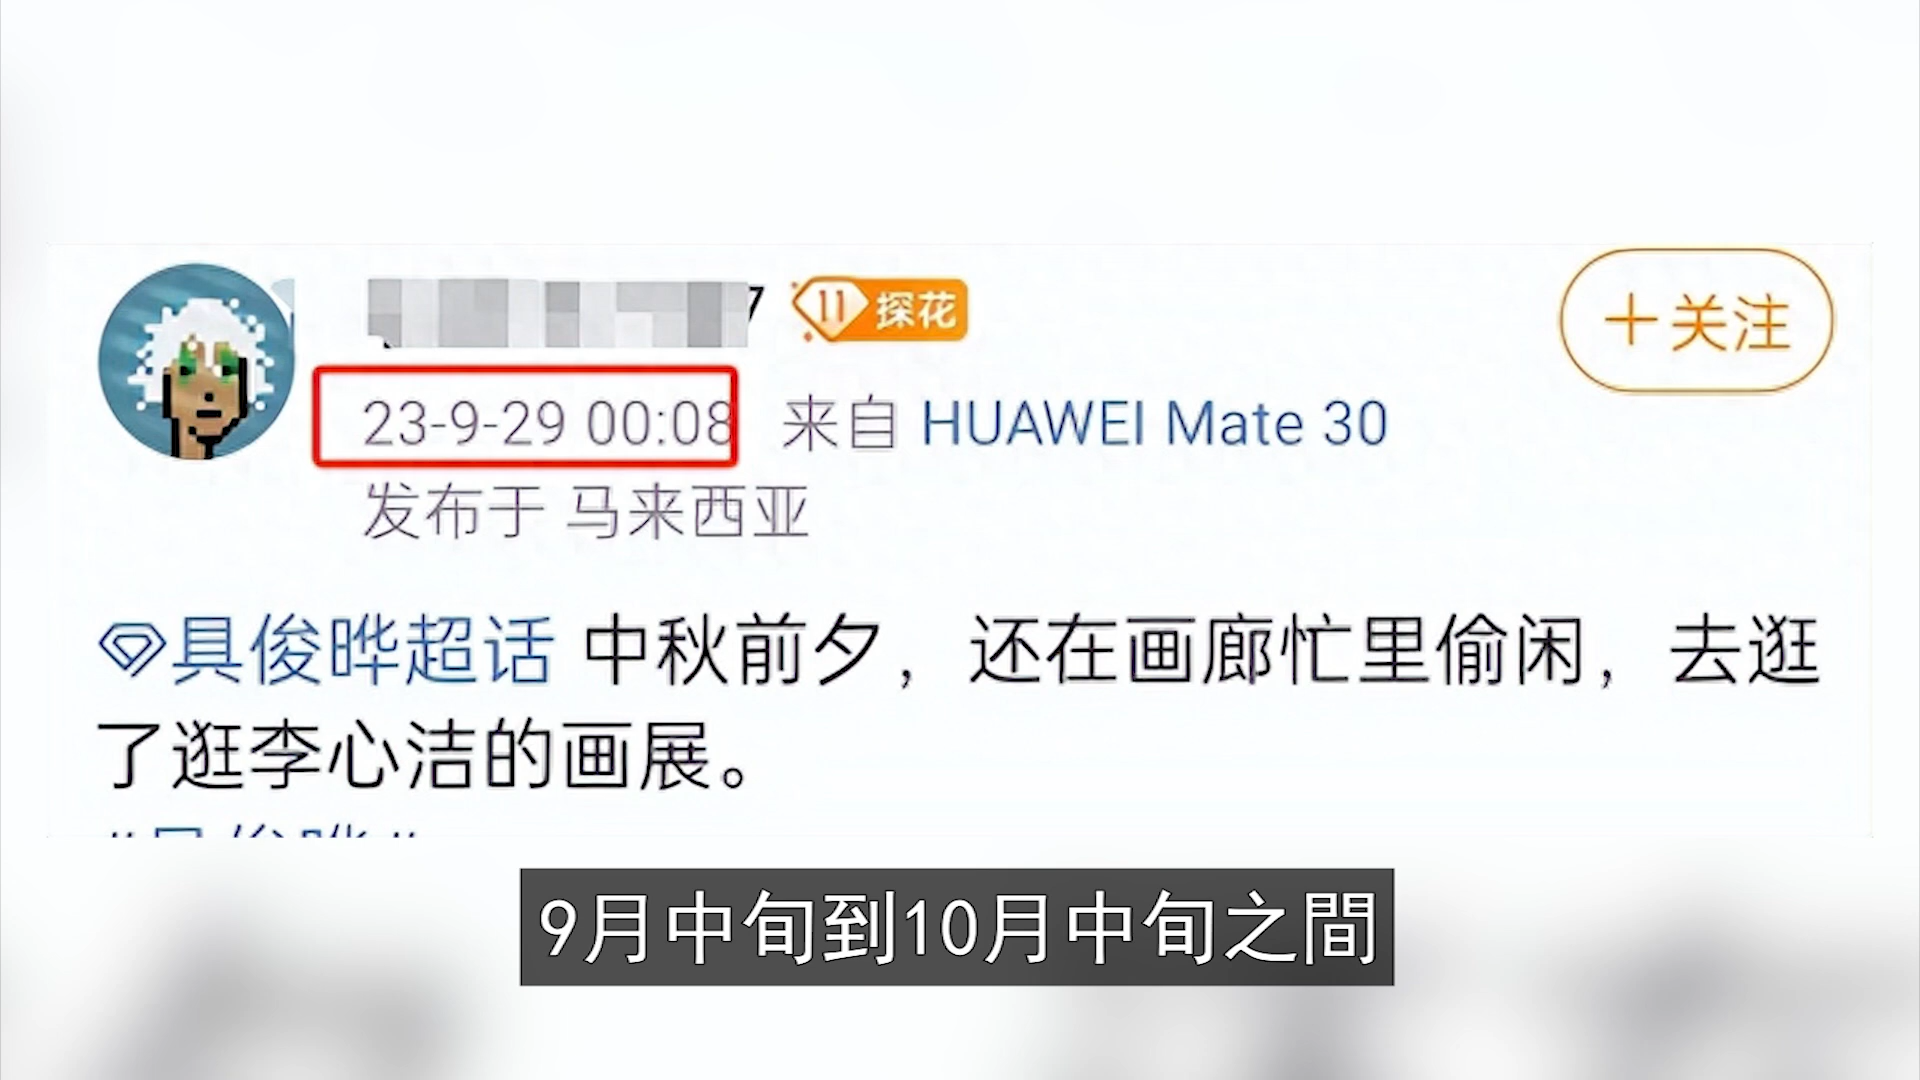 7 11 探花
+关注
23-9-29 00:08 来自 HUAWEI Mate 30
发布于 马来西亚
具俊晔超话 中秋前夕，还在画廊忙里偷闲，去逛
了逛李心洁的画展。
9月中旬到10月中旬之間